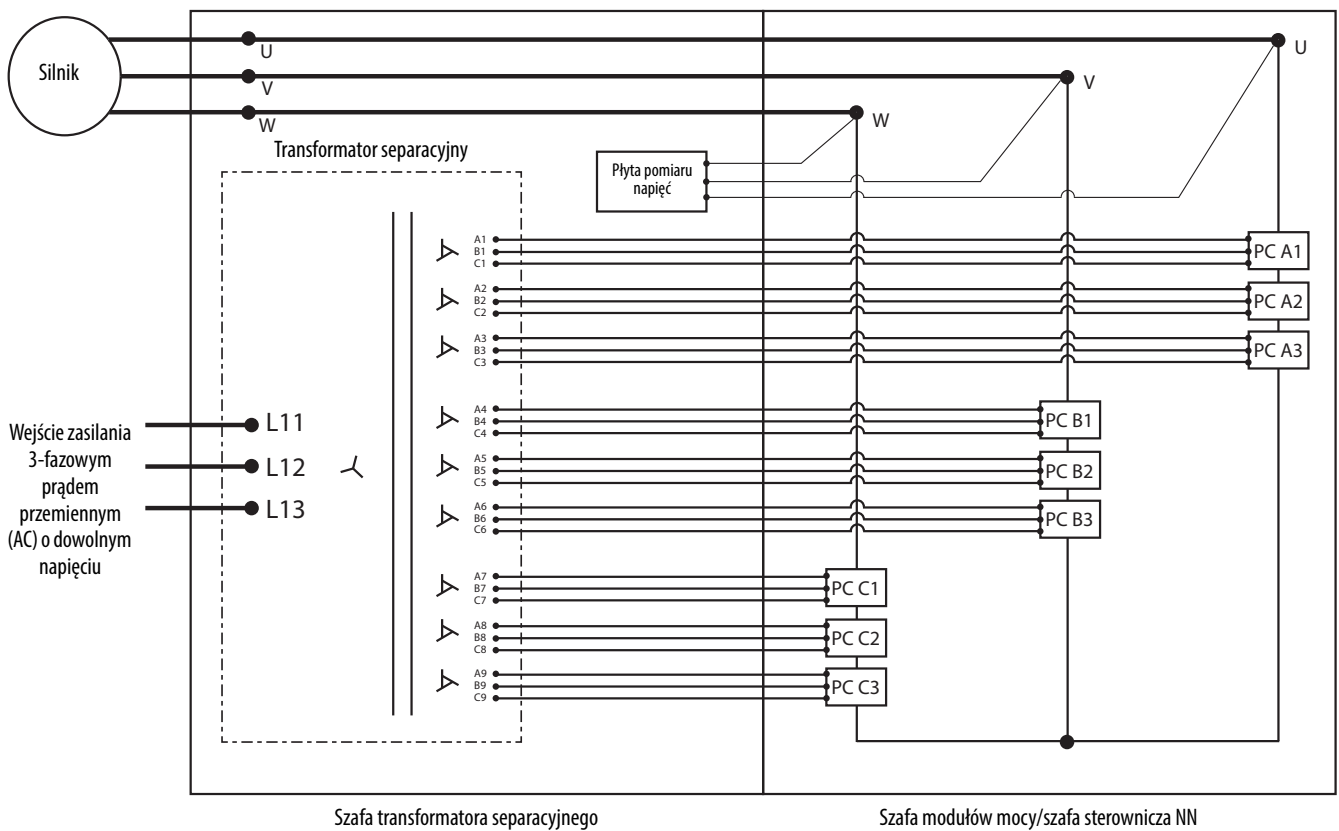 Silnik
U
V
W
U
V
W
Transformator separacyjny
Płyta pomiaru
napięć
A1
B1
C1
PC A1
A2
B2
C2
PC A2
A3
B3
C3
PC A3
A4
B4
C4
PC B1
A5
B5
C5
PC B2
A6
B6
C6
PC B3
A7
B7
C7
PC C1
A8
B8
C8
PC C2
A9
B9
C9
PC C3
Wejście zasilania
3-fazowym
prądem
przemiennym
(AC) o dowolnym
napięciu
L11
L12
L13
Szafa transformatora separacyjnego
Szafa modułów mocy/szafa sterownicza NN